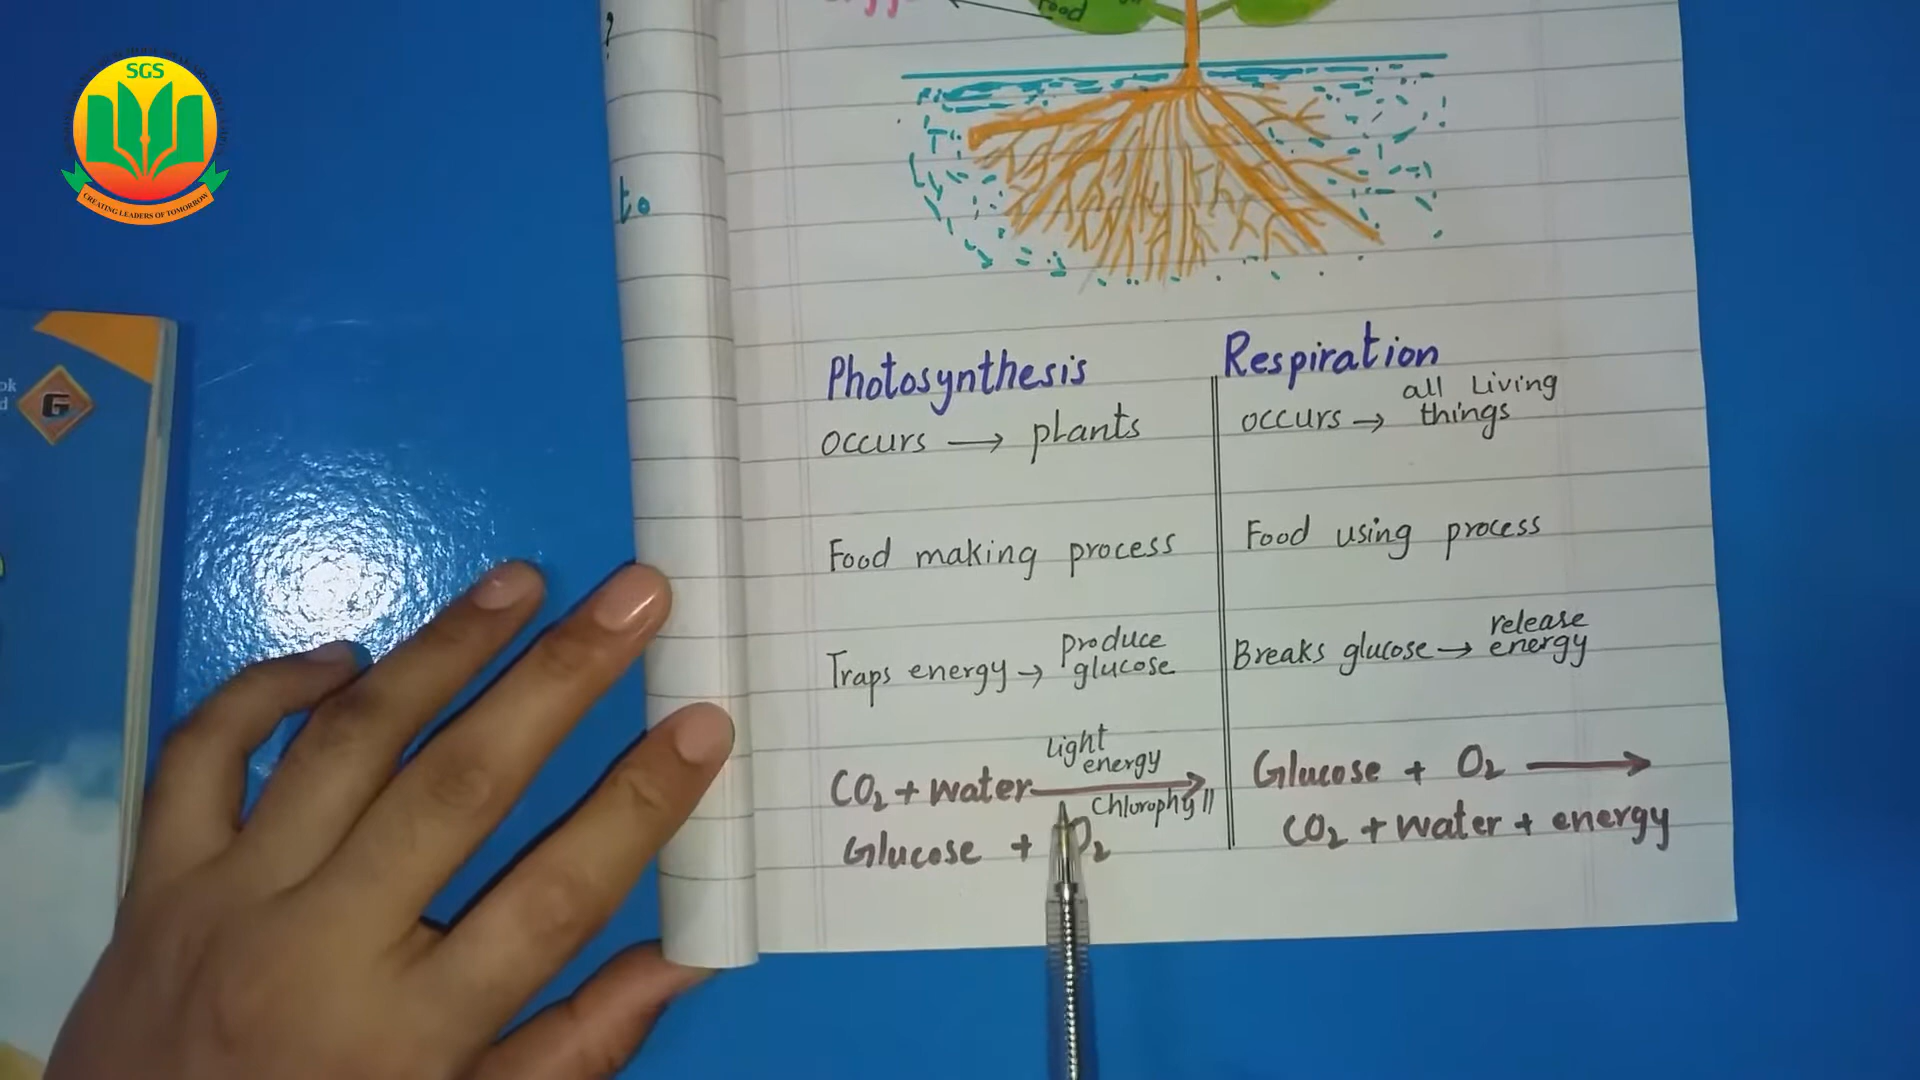 SGS
CREATING LEADERS OF TOMORROW
?
to
food
ok
d
G
Photosynthesis
occurs → plants
Food making process
Traps energy → produce glucose
CO₂ + water light energy → Chlorophyll
Glucose + O₂
Respiration
occurs → all Living things
Food using process
Breaks glucose → release energy
Glucose + O₂ →
CO₂ + water + energy